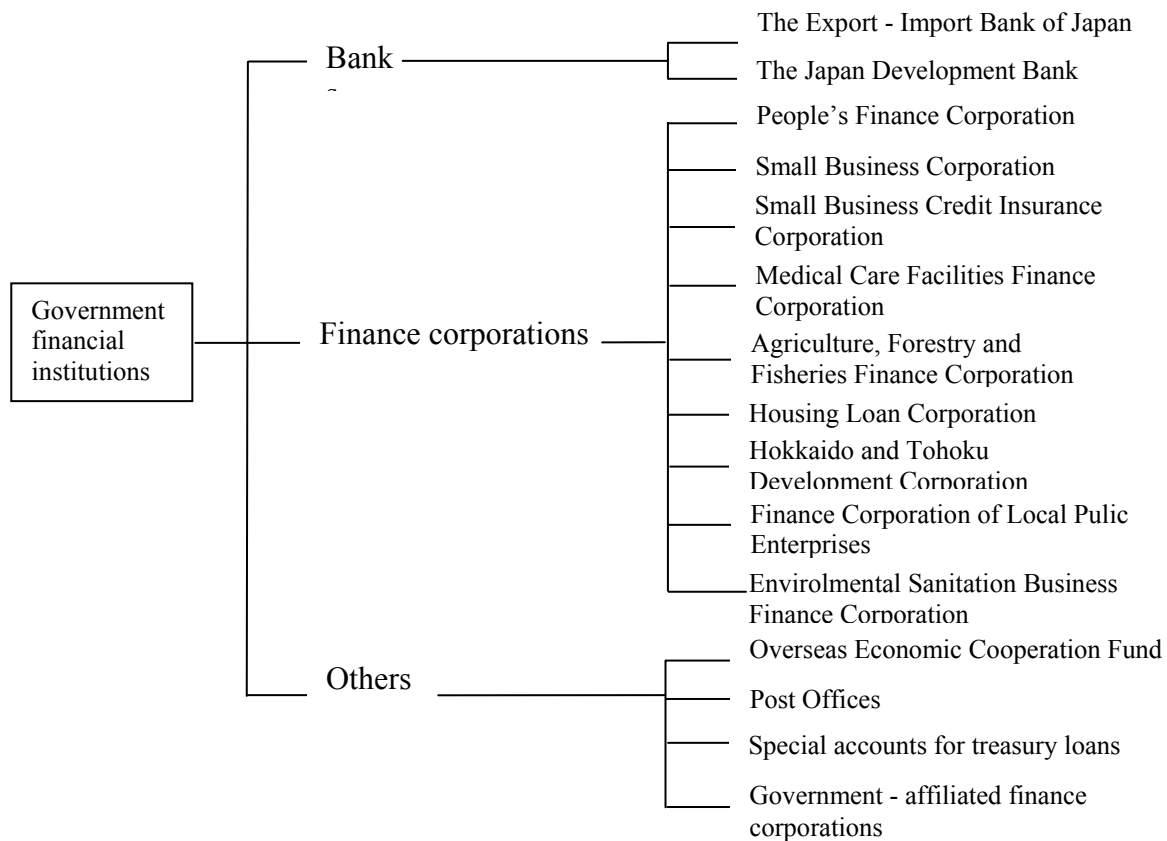 Government
financial
institutions
Bank
s
The Export - Import Bank of Japan
The Japan Development Bank
Finance corporations
People’s Finance Corporation
Small Business Corporation
Small Business Credit Insurance
Corporation
Medical Care Facilities Finance
Corporation
Agriculture, Forestry and
Fisheries Finance Corporation
Housing Loan Corporation
Hokkaido and Tohoku
Development Corporation
Finance Corporation of Local Pulic
Enterprises
Envirolmental Sanitation Business
Finance Corporation
Others
Overseas Economic Cooperation Fund
Post Offices
Special accounts for treasury loans
Government - affiliated finance
corporations